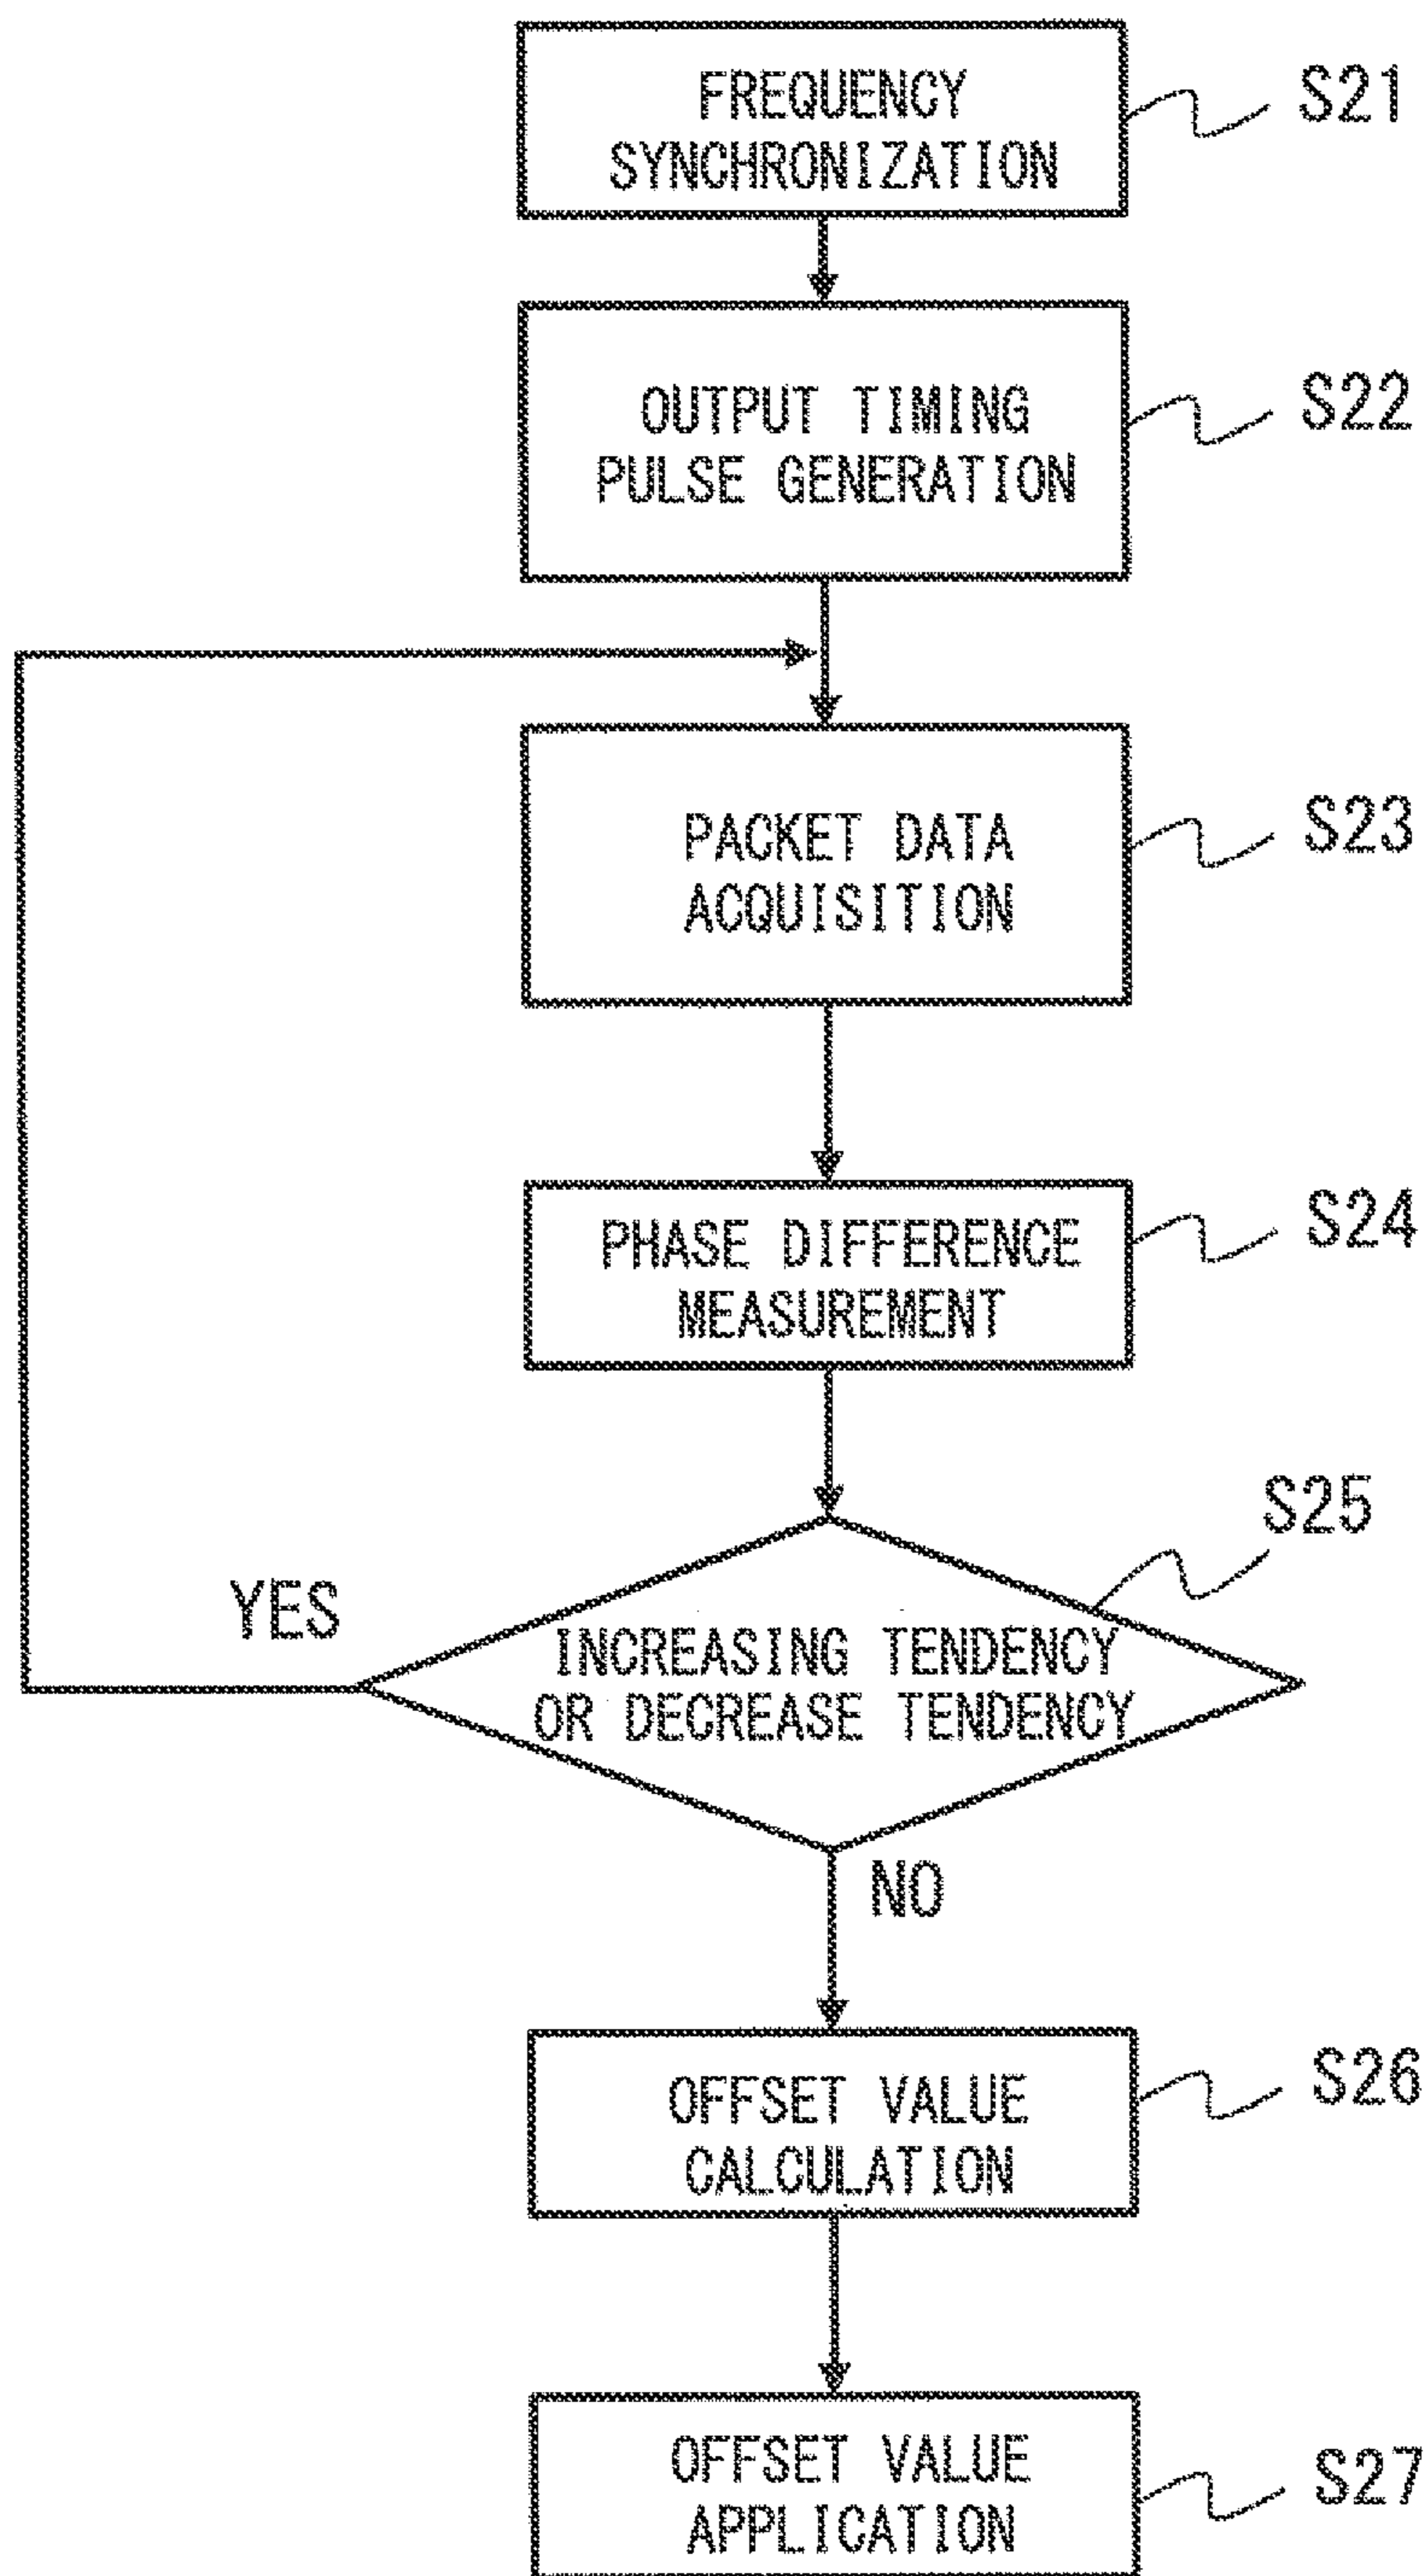 FREQUENCY
SYNCHRONIZATION
S21
OUTPUT TIMING
PULSE GENERATION
S22
PACKET DATA
ACQUISITION
S23
PHASE DIFFERENCE
MEASUREMENT
S24
S25
YES
INCREASING TENDENCY
OR DECREASE TENDENCY
NO
OFFSET VALUE
CALCULATION
S26
OFFSET VALUE
APPLICATION
S27